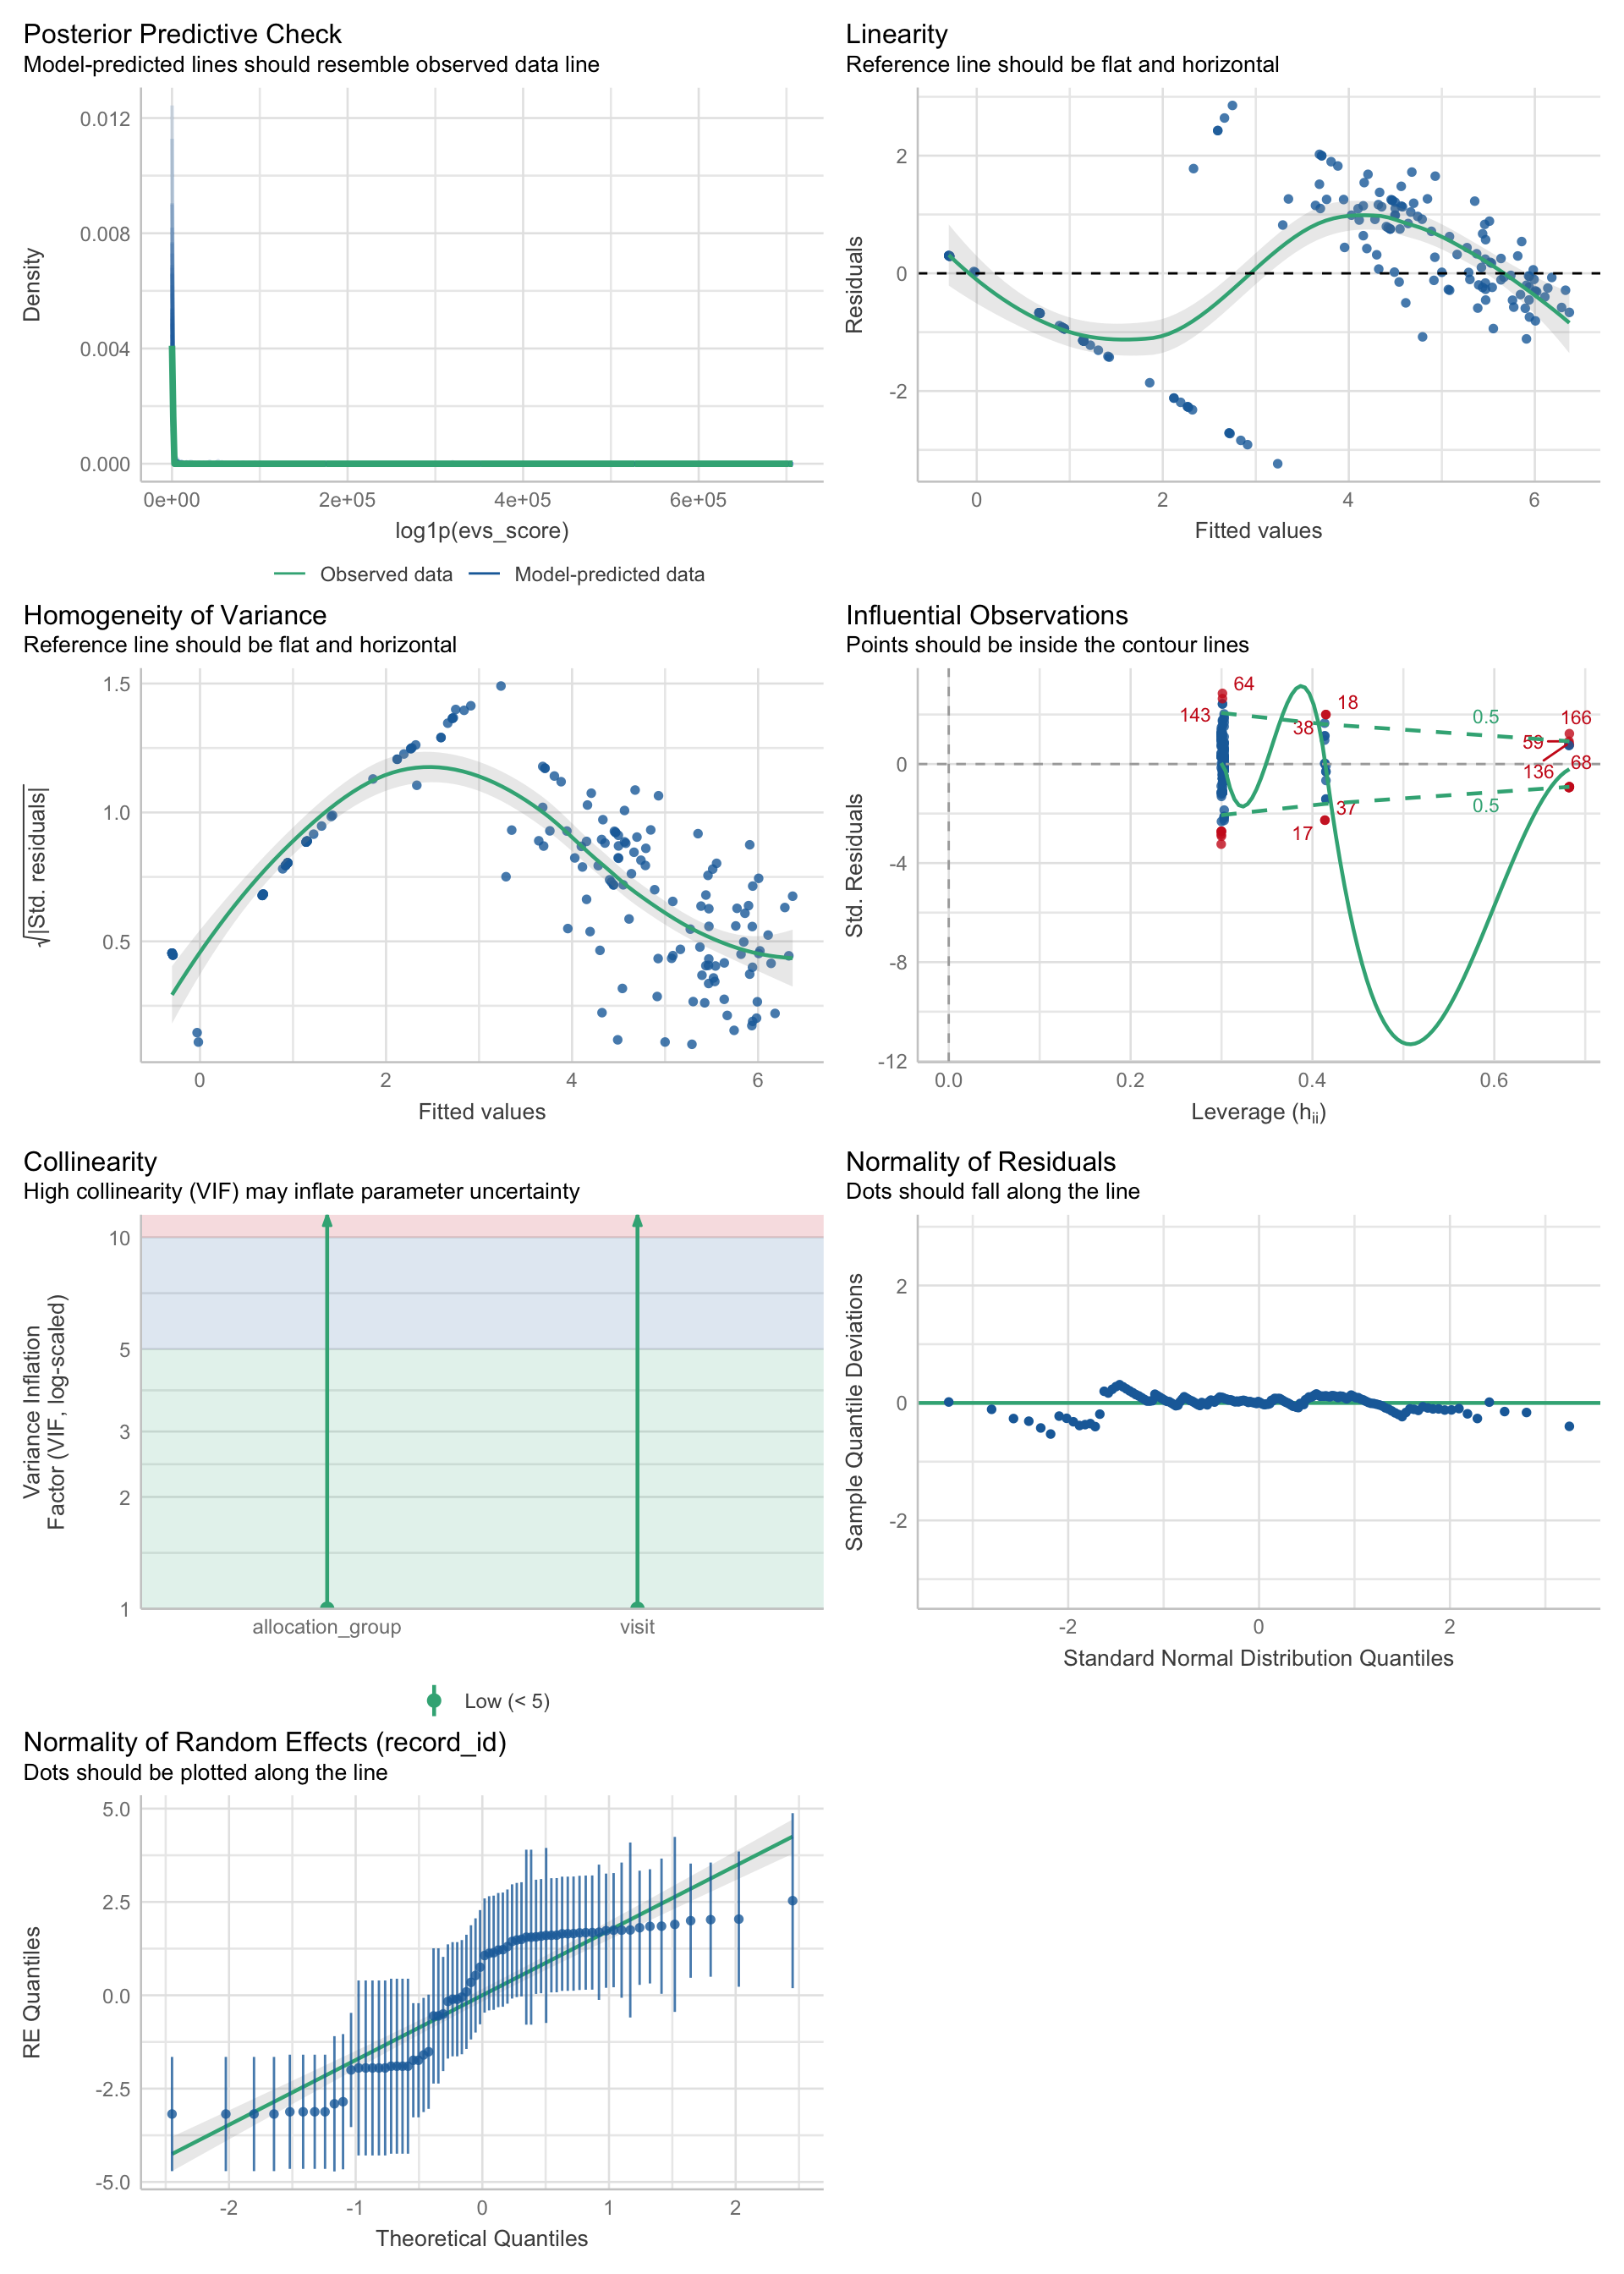 Posterior Predictive Check
Model-predicted lines should resemble observed data line
0.012
0.008
0.004
0.000
Density
0e+00
2e+05
4e+05
6e+05
log1p(evs_score)
Observed data
Model-predicted data
Linearity
Reference line should be flat and horizontal
2
0
-2
Residuals
0
2
4
6
Fitted values
Homogeneity of Variance
Reference line should be flat and horizontal
1.5
1.0
0.5
√|Std. residuals|
0
2
4
6
Fitted values
Influential Observations
Points should be inside the contour lines
64
143
18
38
0.5
166
59
136
68
0.5
37
17
0
-4
-8
-12
Std. Residuals
0.0
0.2
0.4
0.6
Leverage (hii)
Collinearity
High collinearity (VIF) may inflate parameter uncertainty
10
5
3
2
1
Variance Inflation
Factor (VIF, log-scaled)
allocation_group
visit
Low (< 5)
Normality of Residuals
Dots should fall along the line
2
0
-2
Sample Quantile Deviations
-2
0
2
Standard Normal Distribution Quantiles
Normality of Random Effects (record_id)
Dots should be plotted along the line
5.0
2.5
0.0
-2.5
-5.0
RE Quantiles
-2
-1
0
1
2
Theoretical Quantiles